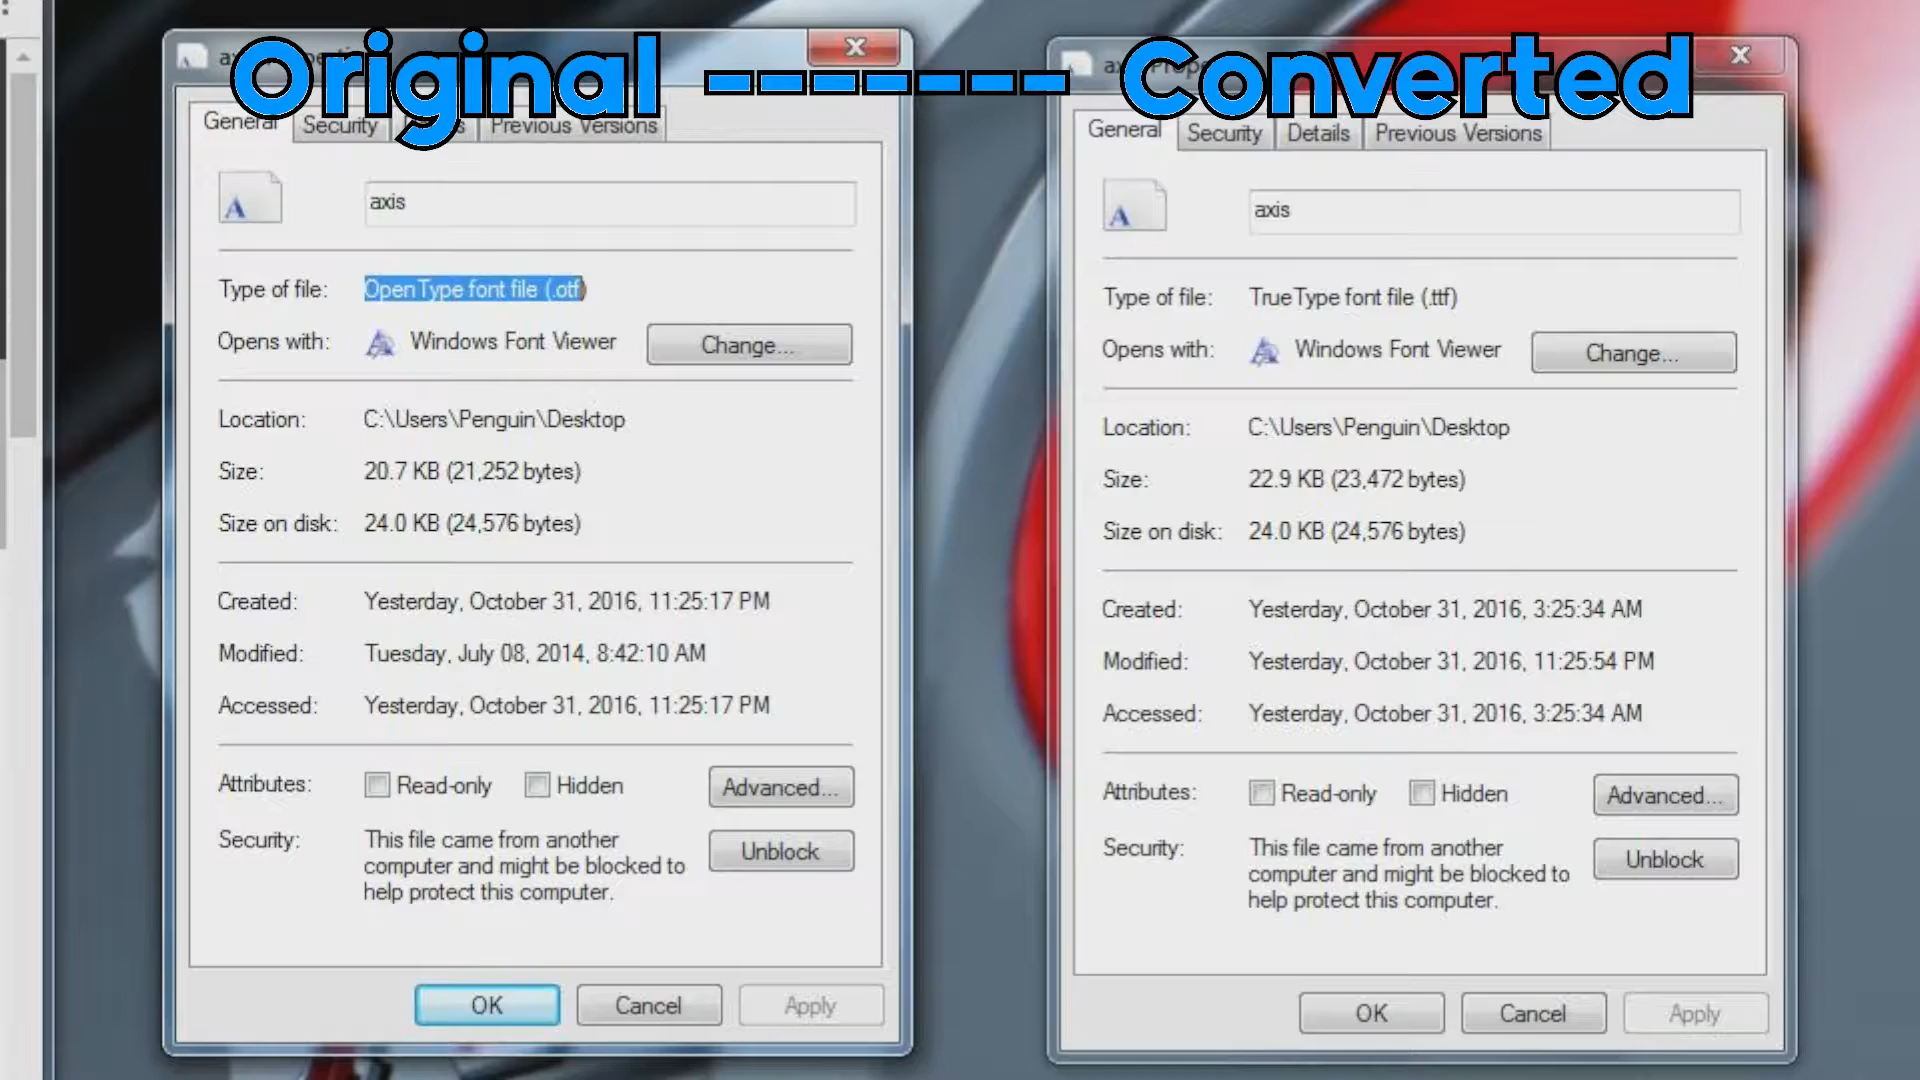 Original ------- Converted
General Security Previous Versions
axis
Type of file: OpenType font file (.otf)
Opens with: Windows Font Viewer Change...
Location: C:\Users\Penguin\Desktop
Size: 20.7 KB (21,252 bytes)
Size on disk: 24.0 KB (24,576 bytes)
Created: Yesterday, October 31, 2016, 11:25:17 PM
Modified: Tuesday, July 08, 2014, 8:42:10 AM
Accessed: Yesterday, October 31, 2016, 11:25:17 PM
Attributes: Read-only Hidden Advanced...
Security: This file came from another
computer and might be blocked to
help protect this computer.
Unblock
OK Cancel Apply
General Security Details Previous Versions
axis
Type of file: TrueType font file (.ttf)
Opens with: Windows Font Viewer Change...
Location: C:\Users\Penguin\Desktop
Size: 22.9 KB (23,472 bytes)
Size on disk: 24.0 KB (24,576 bytes)
Created: Yesterday, October 31, 2016, 3:25:34 AM
Modified: Yesterday, October 31, 2016, 11:25:54 PM
Accessed: Yesterday, October 31, 2016, 3:25:34 AM
Attributes: Read-only Hidden Advanced...
Security: This file came from another
computer and might be blocked to
help protect this computer.
Unblock
OK Cancel Apply